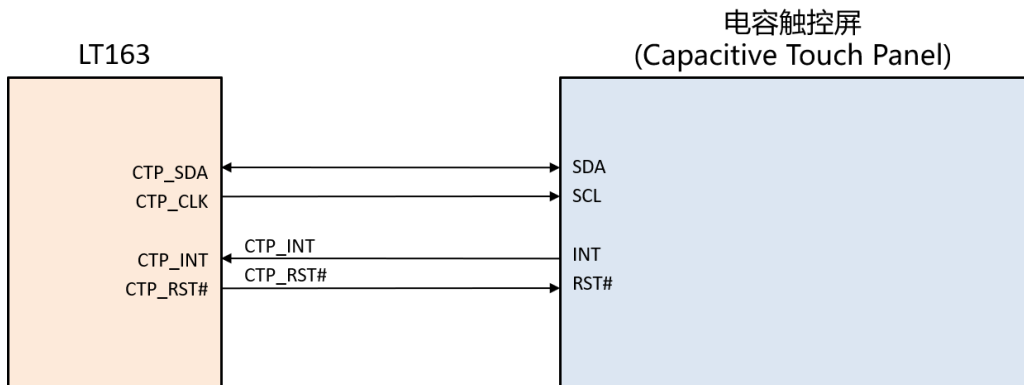 LT163
电容触控屏
(Capacitive Touch Panel)
CTP_SDA
SDA
CTP_CLK
SCL
CTP_INT
CTP_INT
INT
CTP_RST#
CTP_RST#
RST#